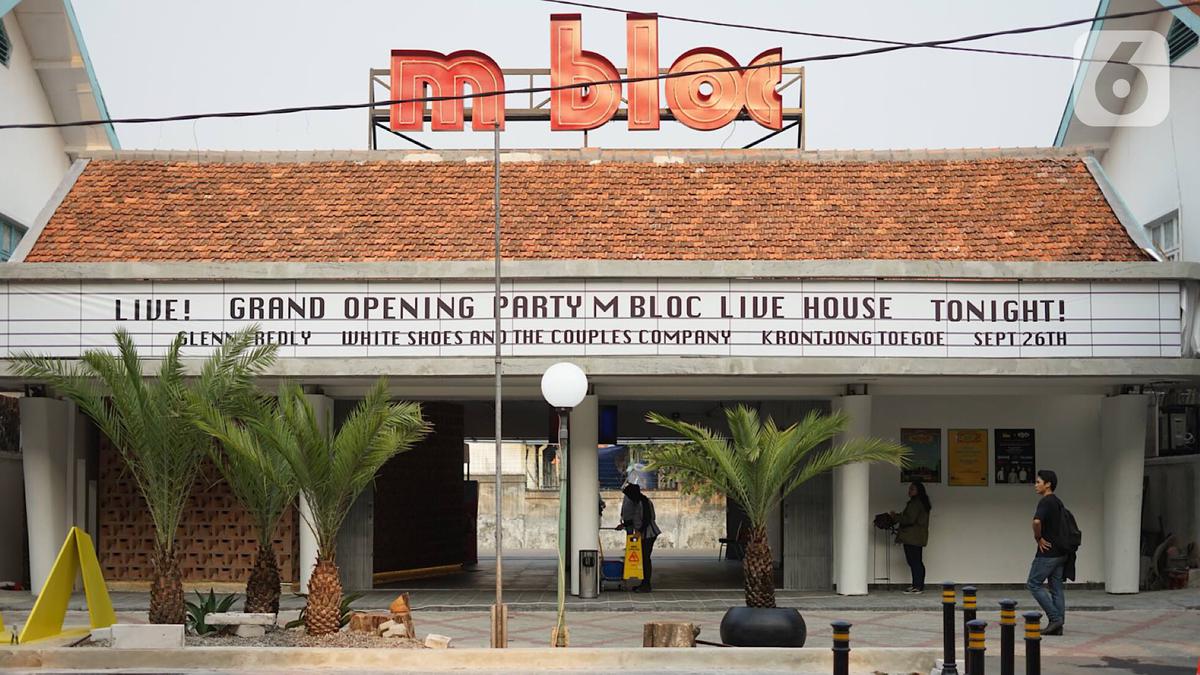 6
m bloc
LIVE! GRAND OPENING PARTY M BLOC LIVE HOUSE TONIGHT!
GLENN FREDLY WHITE SHOES AND THE COUPLES COMPANY KRONTJONG TOEGOE SEPT 26TH